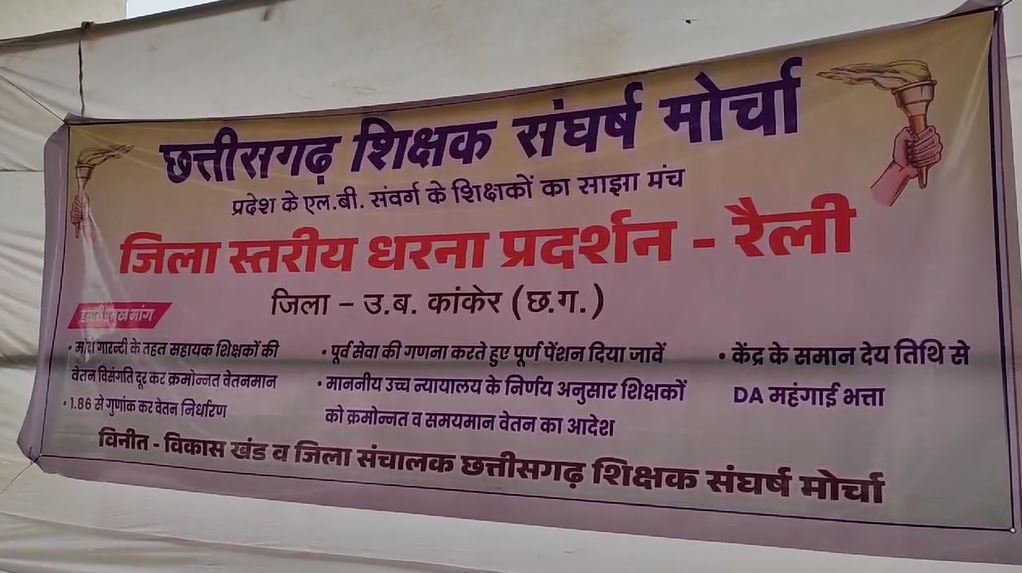 छत्तीसगढ़ शिक्षक संघर्ष मोर्चा
प्रदेश के एल.बी. संवर्ग के शिक्षकों का साझा मंच
जिला स्तरीय धरना प्रदर्शन - रैली
जिला – उ.ब. कांकेर (छ.ग.)
मांग
• मोदी गारन्टी के तहत सहायक शिक्षकों की
वेतन विसंगति दूर कर क्रमोन्नत वेतनमान
• 1.86 से गुणांक कर वेतन निर्धारण
• पूर्व सेवा की गणना करते हुए पूर्ण पेंशन दिया जावें
• माननीय उच्च न्यायालय के निर्णय अनुसार शिक्षकों
को क्रमोन्नत व समयमान वेतन का आदेश
• केंद्र के समान देय तिथि से
DA महंगाई भत्ता
विनीत - विकास खंड व जिला संचालक छत्तीसगढ़ शिक्षक संघर्ष मोर्चा